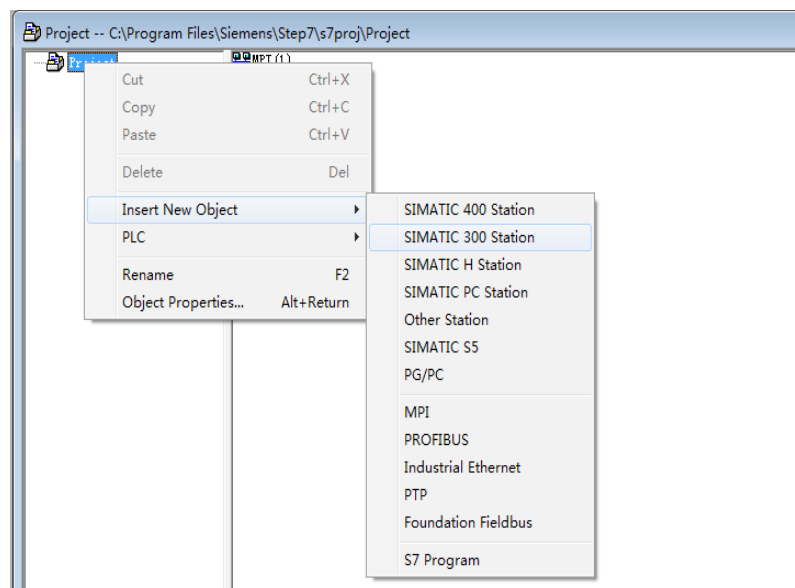 Project -- C:\Program Files\Siemens\Step7\s7proj\Project
Project
MPI(1)
Cut Ctrl+X
Copy Ctrl+C
Paste Ctrl+V
Delete Del
Insert New Object
PLC
Rename F2
Object Properties... Alt+Return
SIMATIC 400 Station
SIMATIC 300 Station
SIMATIC H Station
SIMATIC PC Station
Other Station
SIMATIC S5
PG/PC
MPI
PROFIBUS
Industrial Ethernet
PTP
Foundation Fieldbus
S7 Program